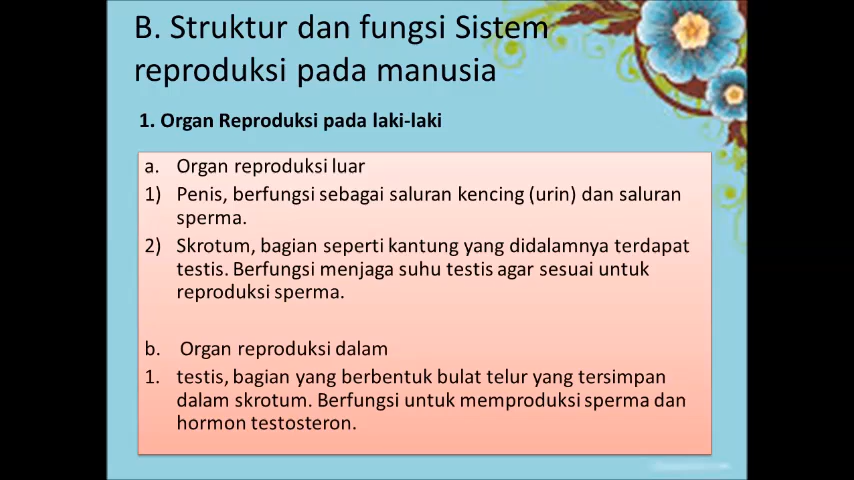 B. Struktur dan fungsi Sistem
reproduksi pada manusia
1. Organ Reproduksi pada laki-laki
a. Organ reproduksi luar
1) Penis, berfungsi sebagai saluran kencing (urin) dan saluran
sperma.
2) Skrotum, bagian seperti kantung yang didalamnya terdapat
testis. Berfungsi menjaga suhu testis agar sesuai untuk
reproduksi sperma.
b. Organ reproduksi dalam
1. testis, bagian yang berbentuk bulat telur yang tersimpan
dalam skrotum. Berfungsi untuk memproduksi sperma dan
hormon testosteron.